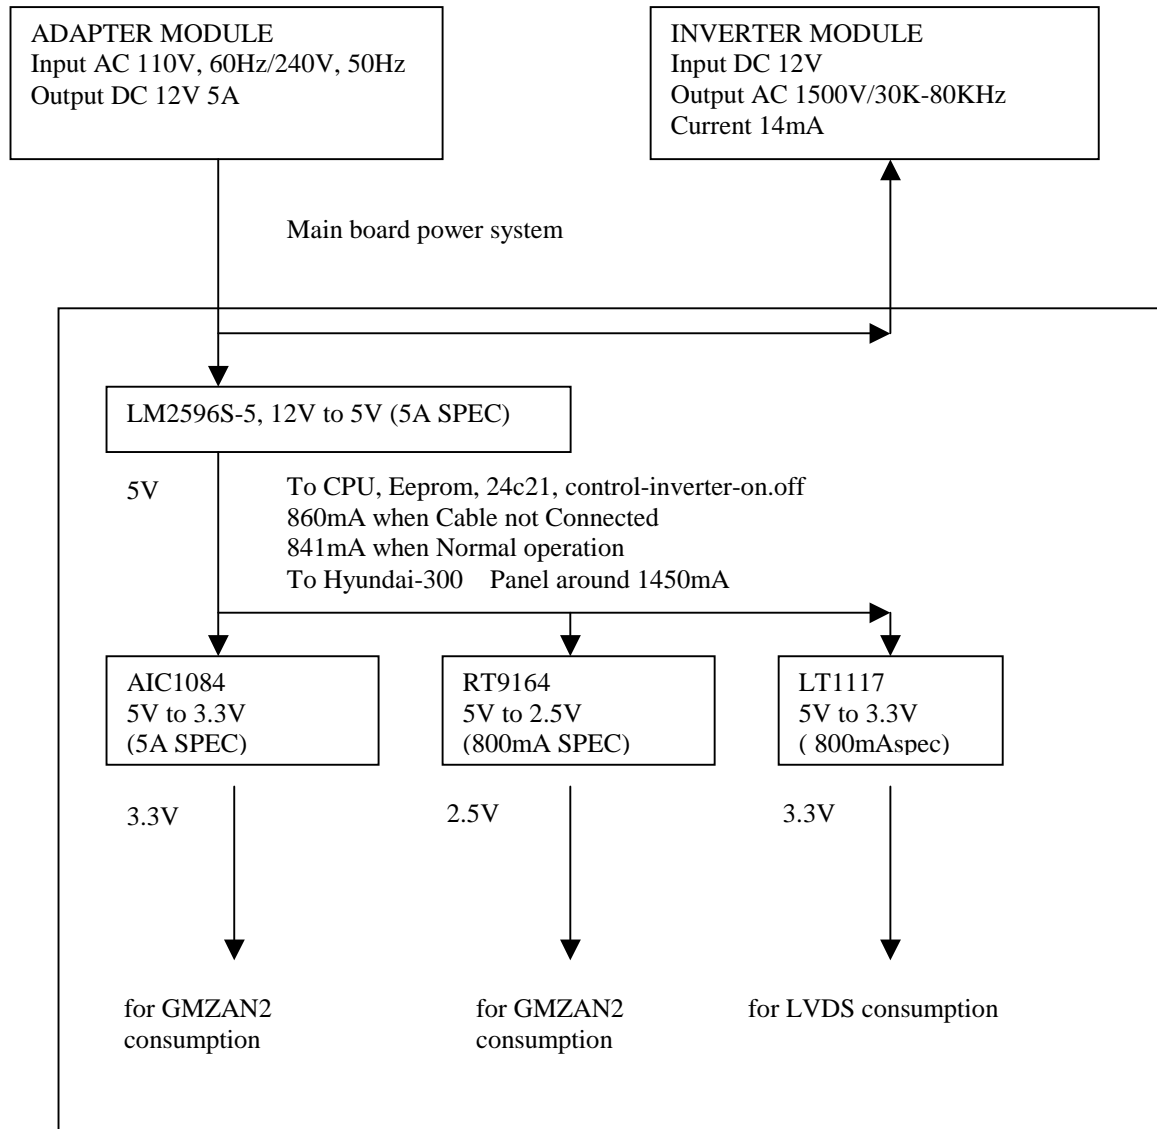 ADAPTER MODULE
Input AC 110V, 60Hz/240V, 50Hz
Output DC 12V 5A
INVERTER MODULE
Input DC 12V
Output AC 1500V/30K-80KHz
Current 14mA
Main board power system
LM2596S-5, 12V to 5V (5A SPEC)
5V
To CPU, Eeprom, 24c21, control-inverter-on.off
860mA when Cable not Connected
841mA when Normal operation
To Hyundai-300 Panel around 1450mA
AIC1084
5V to 3.3V
(5A SPEC)
RT9164
5V to 2.5V
(800mA SPEC)
LT1117
5V to 3.3V
( 800mAspec)
3.3V
2.5V
3.3V
for GMZAN2
consumption
for GMZAN2
consumption
for LVDS consumption